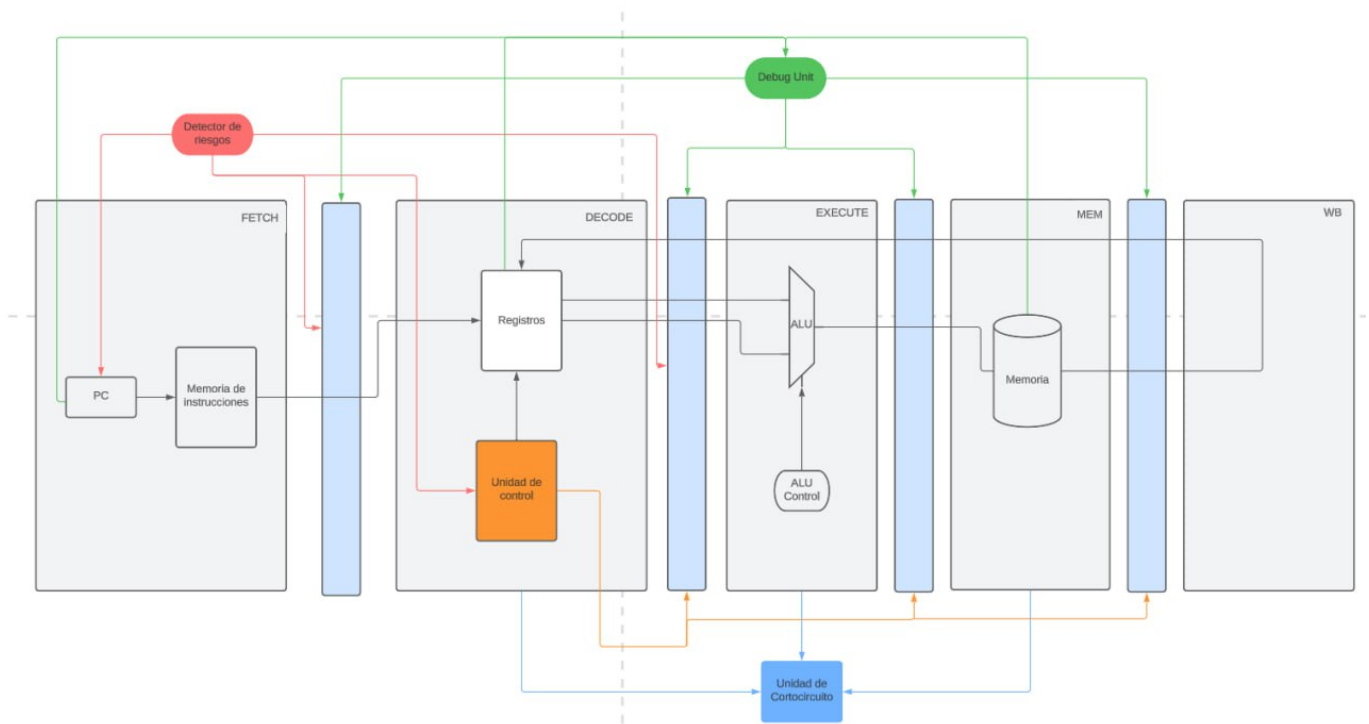 Debug Unit
Detector de
riesgos
FETCH
DECODE
EXECUTE
MEM
WB
Registros
ALU
PC
Memoria de
instrucciones
Memoria
Unidad de
control
ALU
Control
Unidad de
Cortocircuito